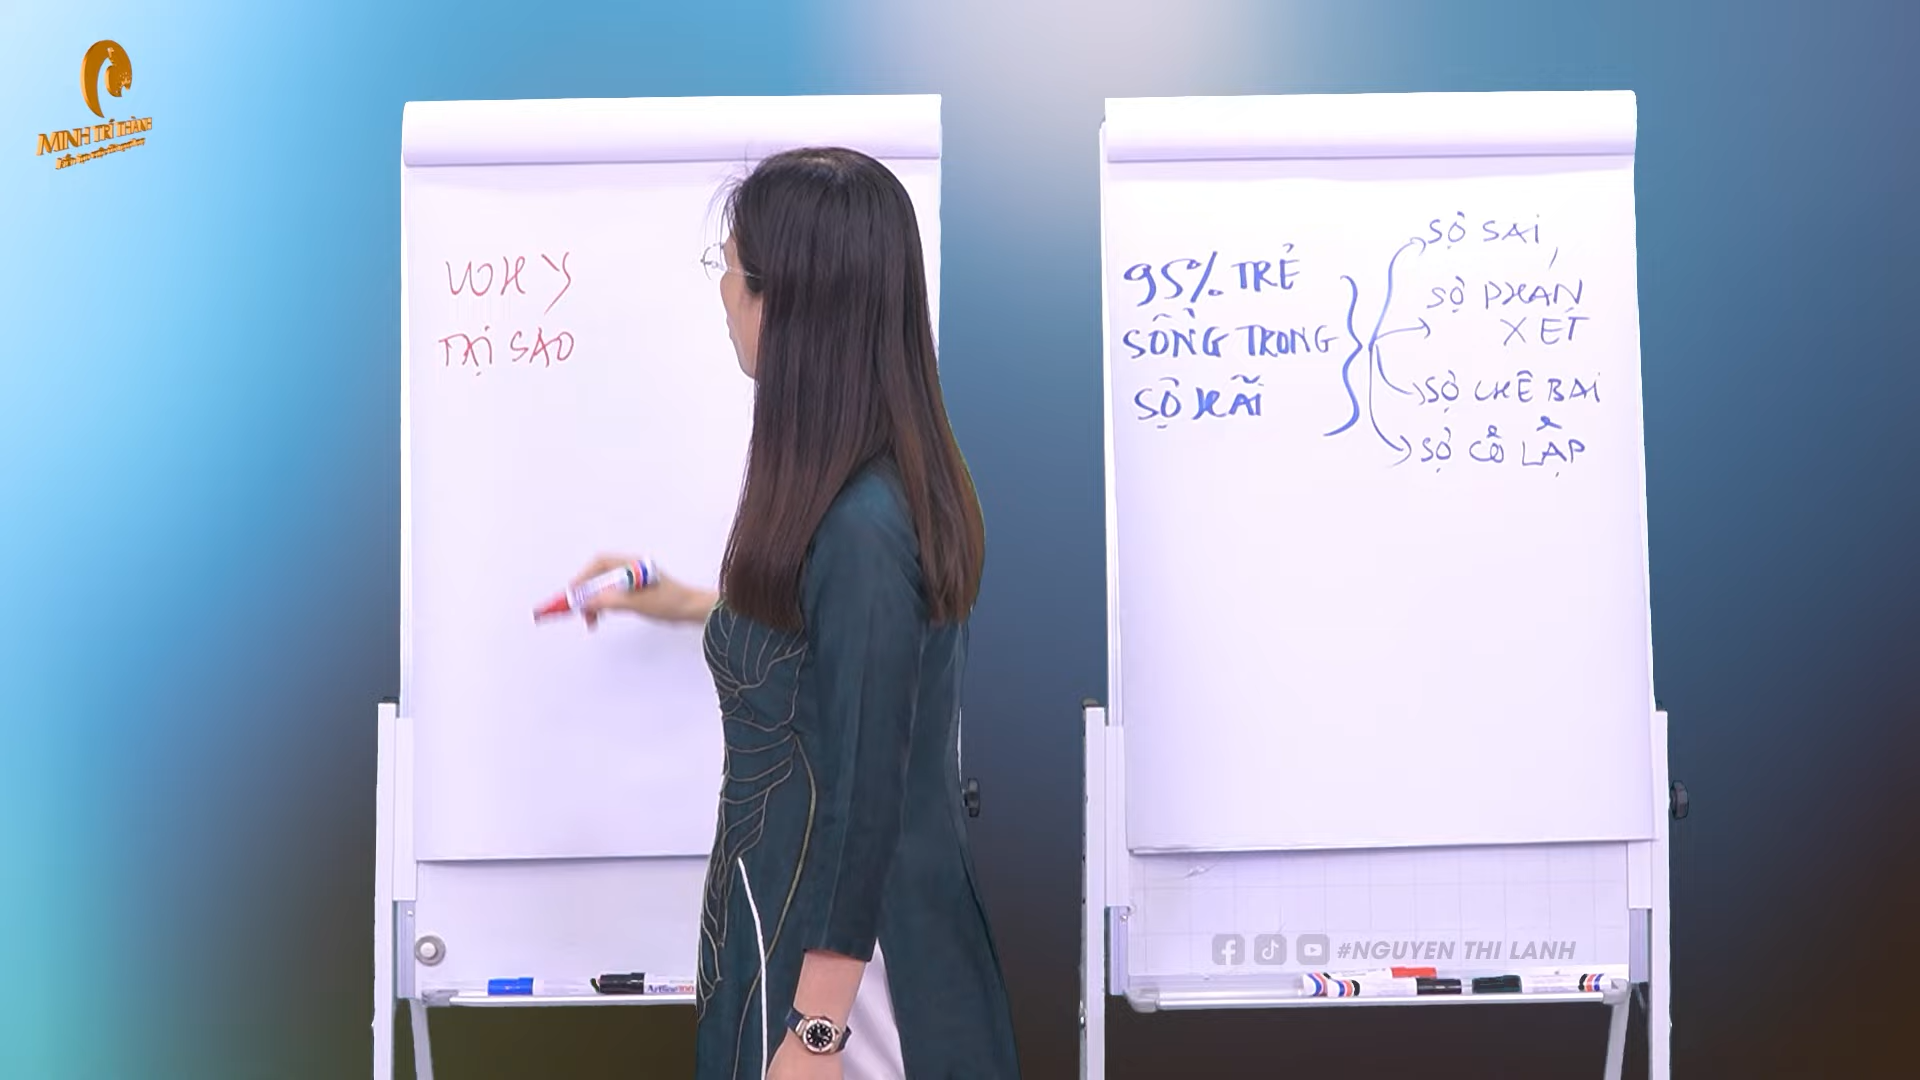 MINH TRÍ THÀNH
WHY
TẠI SAO
95% TRẺ
SỐNG TRONG
SỢ HÃI
SỢ SAI,
SỢ PHÁN
XÉT
SỢ CHÊ BAI
SỢ CÔ LẬP
#NGUYEN THI LANH
Artline 100